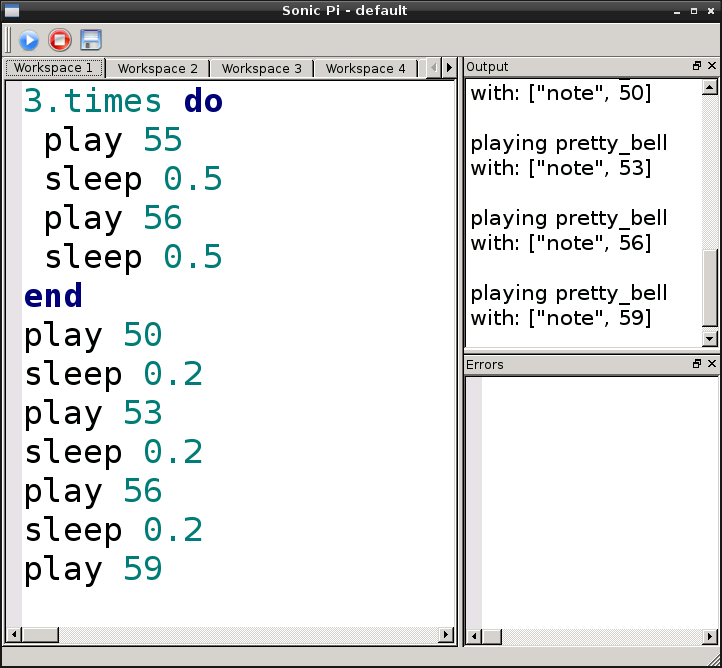 Sonic Pi - default
Workspace 1 Workspace 2 Workspace 3 Workspace 4
3.times do
play 55
sleep 0.5
play 56
sleep 0.5
end
play 50
sleep 0.2
play 53
sleep 0.2
play 56
sleep 0.2
play 59
Output
with: ["note", 50]
playing pretty_bell
with: ["note", 53]
playing pretty_bell
with: ["note", 56]
playing pretty_bell
with: ["note", 59]
Errors